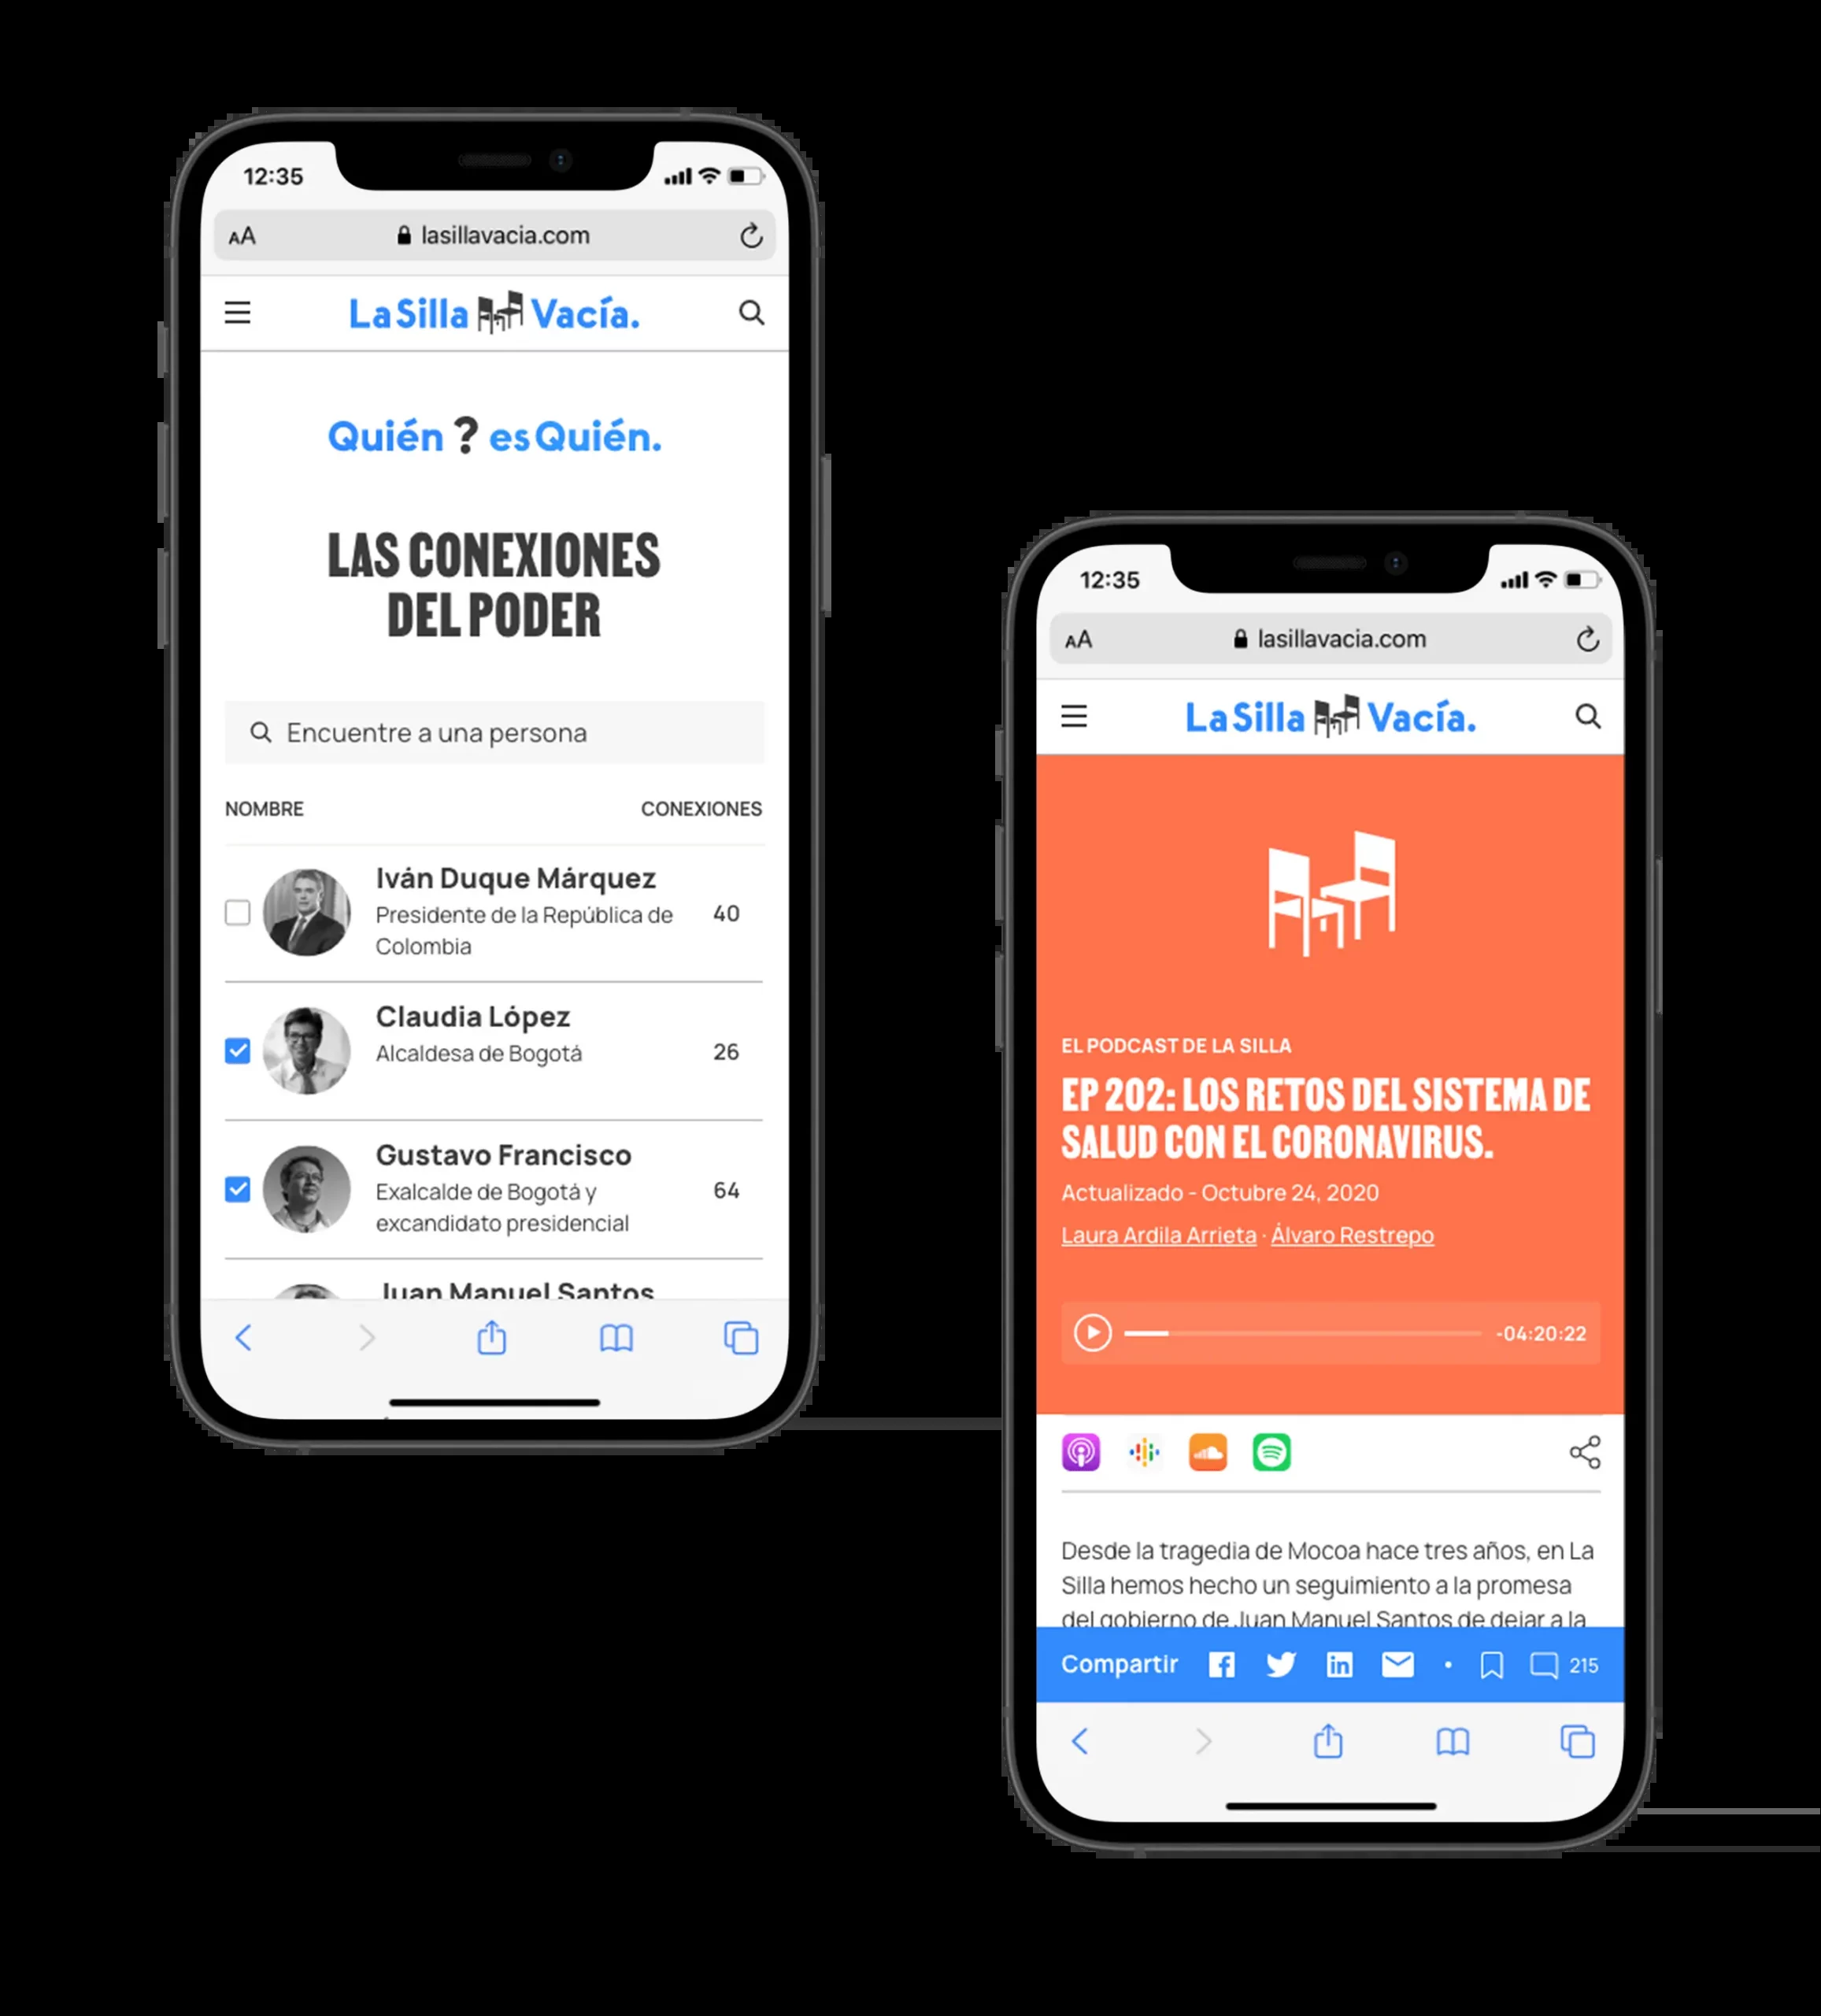 12:35
AA lasillavacia.com
La Silla Vacía.
Quién ? es Quién.
LAS CONEXIONES
DEL PODER
Encuentre a una persona
NOMBRE CONEXIONES
Iván Duque Márquez
Presidente de la República de 40
Colombia
Claudia López
Alcaldesa de Bogotá 26
Gustavo Francisco
Exalcalde de Bogotá y 64
excandidato presidencial
Juan Manuel Santos
12:35
AA lasillavacia.com
La Silla Vacía.
EL PODCAST DE LA SILLA
EP 202: LOS RETOS DEL SISTEMA DE
SALUD CON EL CORONAVIRUS.
Actualizado - Octubre 24, 2020
Laura Ardila Arrieta · Álvaro Restrepo
-04:20:22
Desde la tragedia de Mocoa hace tres años, en La
Silla hemos hecho un seguimiento a la promesa
del gobierno de Juan Manuel Santos de dejar a la
Compartir 215